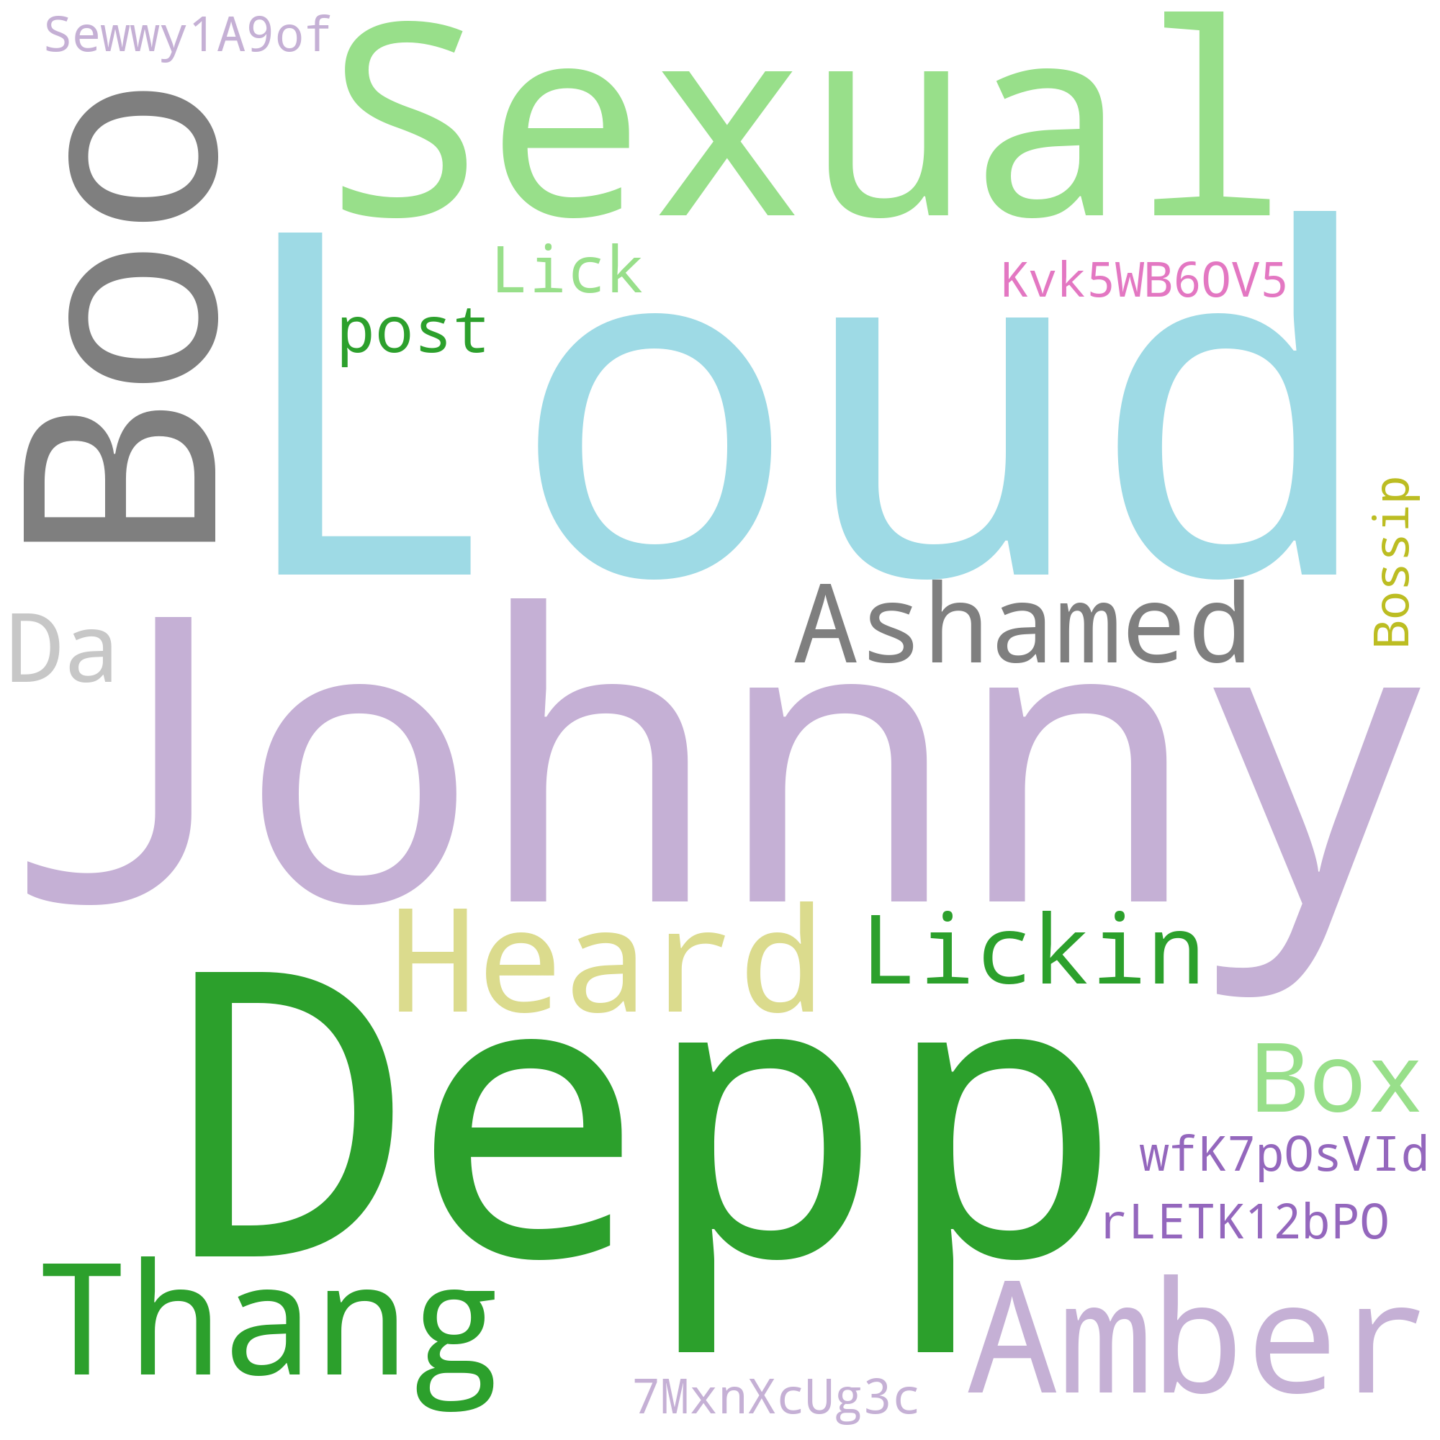 Sewwy1A9of
Sexual
Boo
Lick
Kvk5WB6OV5
post
Loud
Bossip
Ashamed
Da
Johnny
Heard
Lickin
Depp
Box
wfK7pOsVId
rLETK12bPO
Thang
Amber
7MxnXcUg3c